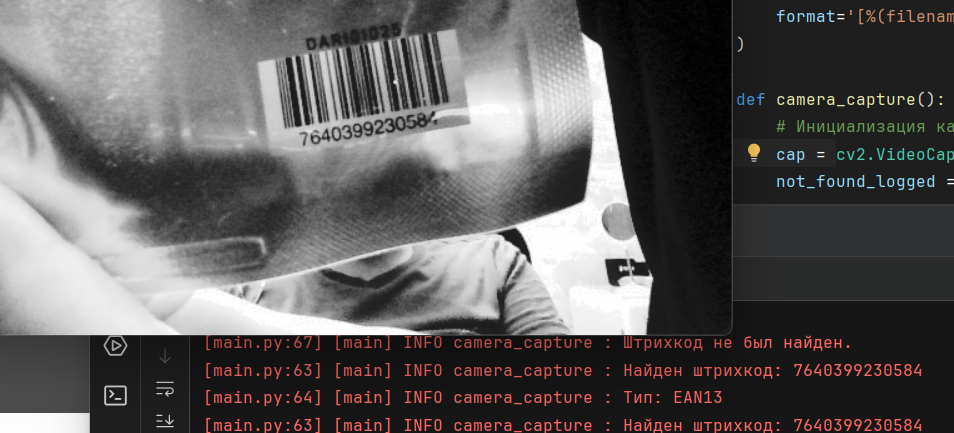 DARI01025
7640399230584
format='[%(filenam
)
def camera_capture():
# Инициализация ка
cap = cv2.VideoCap
not_found_logged =
[main.py:67] [main] INFO camera_capture : Штрихкод не был найден.
[main.py:63] [main] INFO camera_capture : Найден штрихкод: 7640399230584
[main.py:64] [main] INFO camera_capture : Тип: EAN13
[main.py:63] [main] INFO camera_capture : Найден штрихкод: 7640399230584